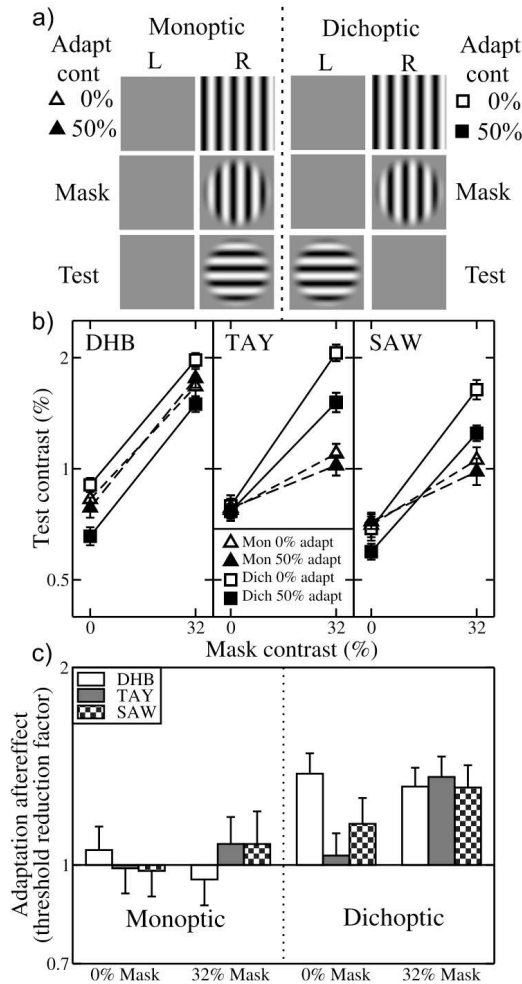 a)
Monoptic
Dichoptic
Adapt
cont
L
R
L
R
Adapt
cont
0%
50%
0%
50%
Mask
Mask
Test
Test
b)
DHB
TAY
SAW
2
1
0.5
Test contrast (%)
Mon 0% adapt
Mon 50% adapt
Dich 0% adapt
Dich 50% adapt
0
32
0
32
0
32
Mask contrast (%)
c)
2
1
0.7
DHB
TAY
SAW
Adaptation aftereffect
(threshold reduction factor)
Monoptic
Dichoptic
0% Mask
32% Mask
0% Mask
32% Mask